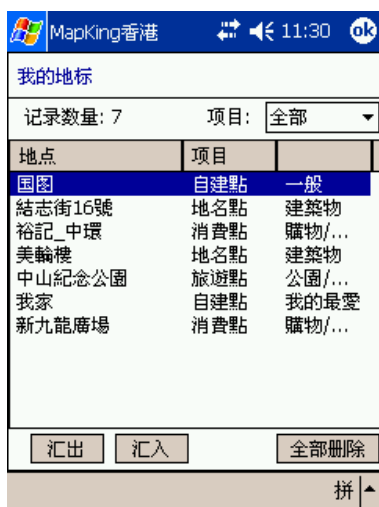 MapKing香港 11:30 ok
我的地标
记录数量: 7 项目: 全部
地点 项目
国图 自建點 一般
結志街16號 地名點 建築物
裕記_中環 消費點 購物/...
美輪樓 地名點 建築物
中山紀念公園 旅遊點 公園/...
我家 自建點 我的最愛
新九龍廣場 消費點 購物/...
汇出 汇入 全部删除
拼